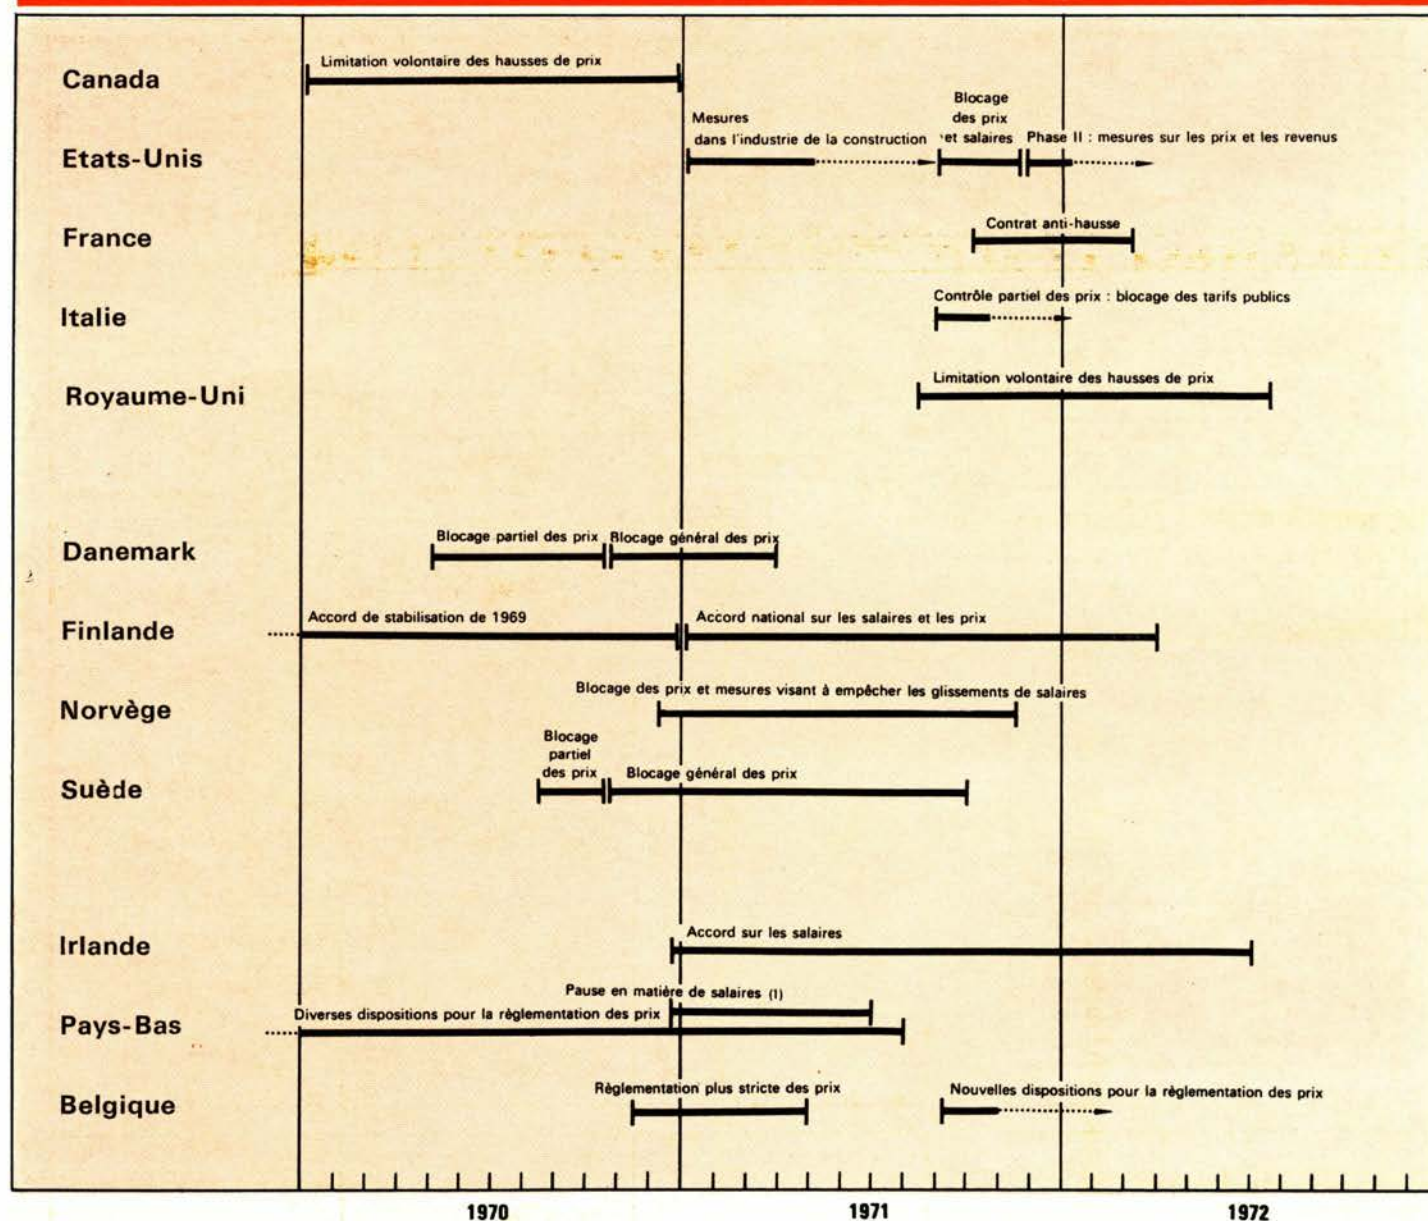 Limitation volontaire des hausses de prix
Canada
Blocage
des prix
et salaires
Mesures
dans l'industrie de la construction
Phase II : mesures sur les prix et les revenus
Etats-Unis
Contrat anti-hausse
France
Contrôle partiel des prix : blocage des tarifs publics
Italie
Limitation volontaire des hausses de prix
Royaume-Uni
Blocage partiel des prix
Blocage général des prix
Danemark
Accord de stabilisation de 1969
Accord national sur les salaires et les prix
Finlande
Blocage des prix et mesures visant à empêcher les glissements de salaires
Norvège
Blocage
partiel
des prix
Blocage général des prix
Suède
Accord sur les salaires
Irlande
Pause en matière de salaires (1)
Diverses dispositions pour la règlementation des prix
Pays-Bas
Règlementation plus stricte des prix
Nouvelles dispositions pour la règlementation des prix
Belgique
1970
1971
1972